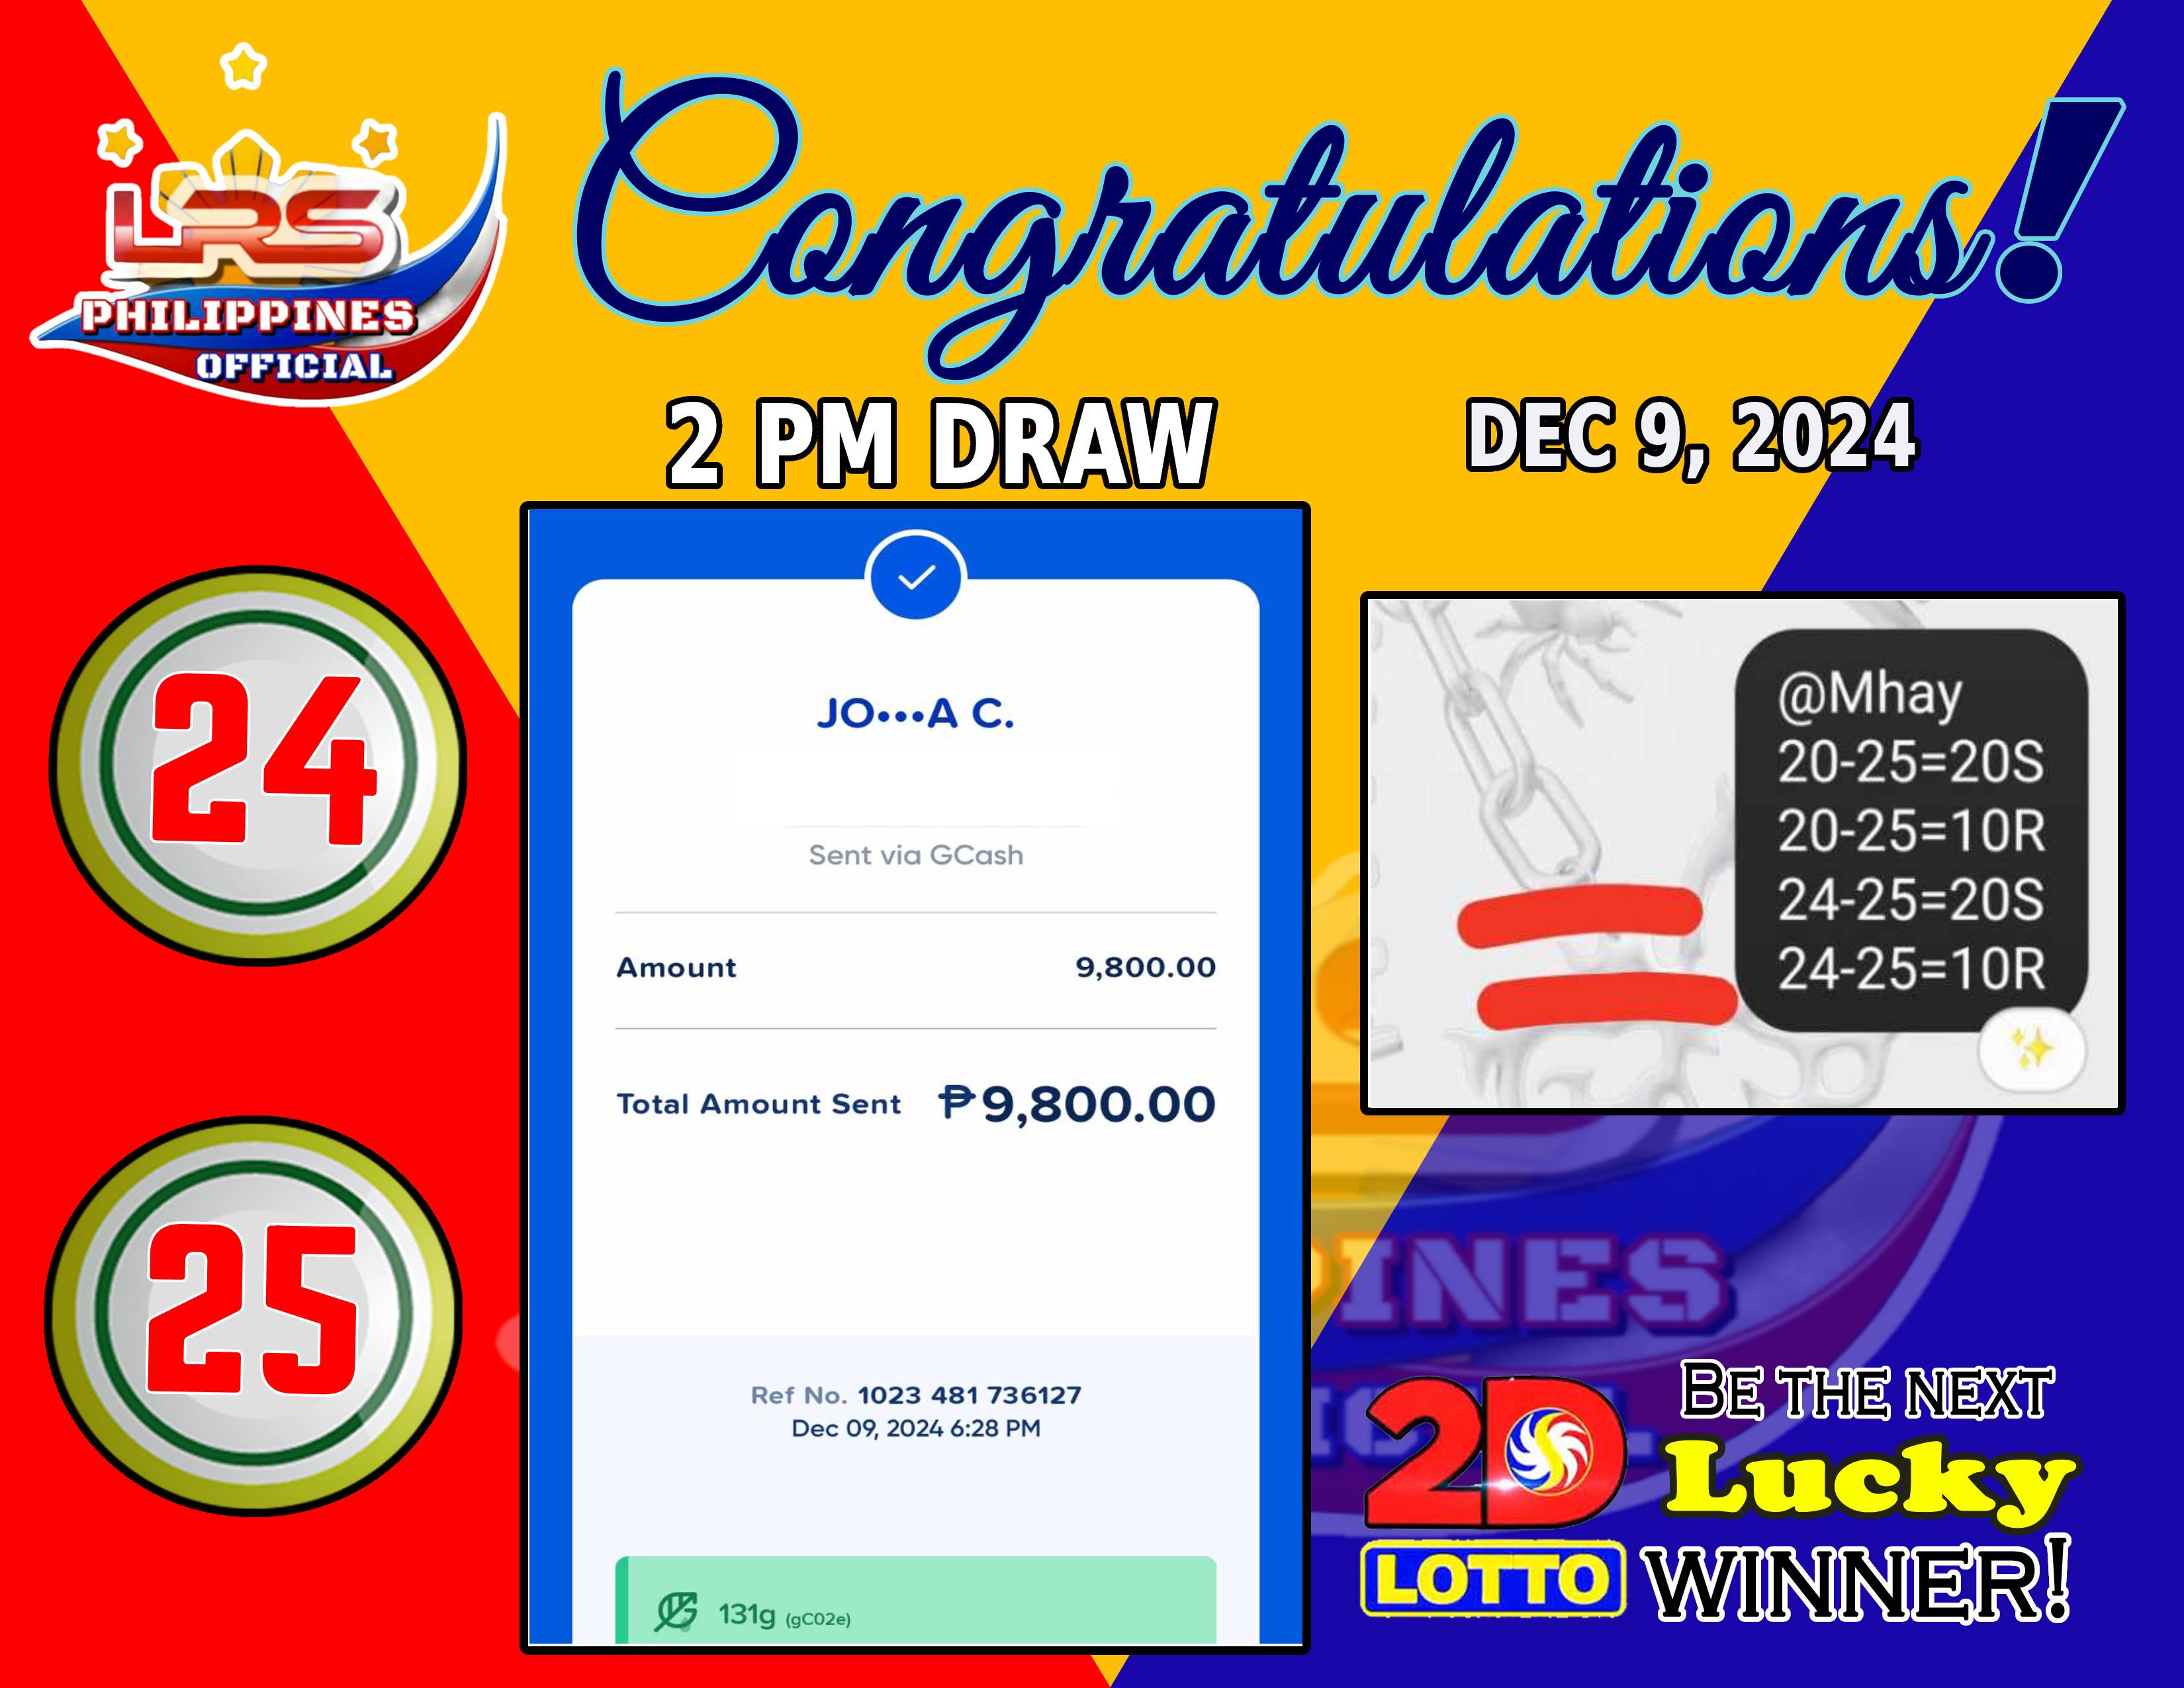 LRS
PHILIPPINES
OFFICIAL
Congratulations!
2 PM DRAW
DEC 9, 2024
24
25
JO•••A C.
Sent via GCash
Amount 9,800.00
Total Amount Sent ₱9,800.00
Ref No. 1023 481 736127
Dec 09, 2024 6:28 PM
131g (gC02e)
@Mhay
20-25=20S
20-25=10R
24-25=20S
24-25=10R
PINES
2D
LOTTO
BE THE NEXT
Lucky
WINNER!